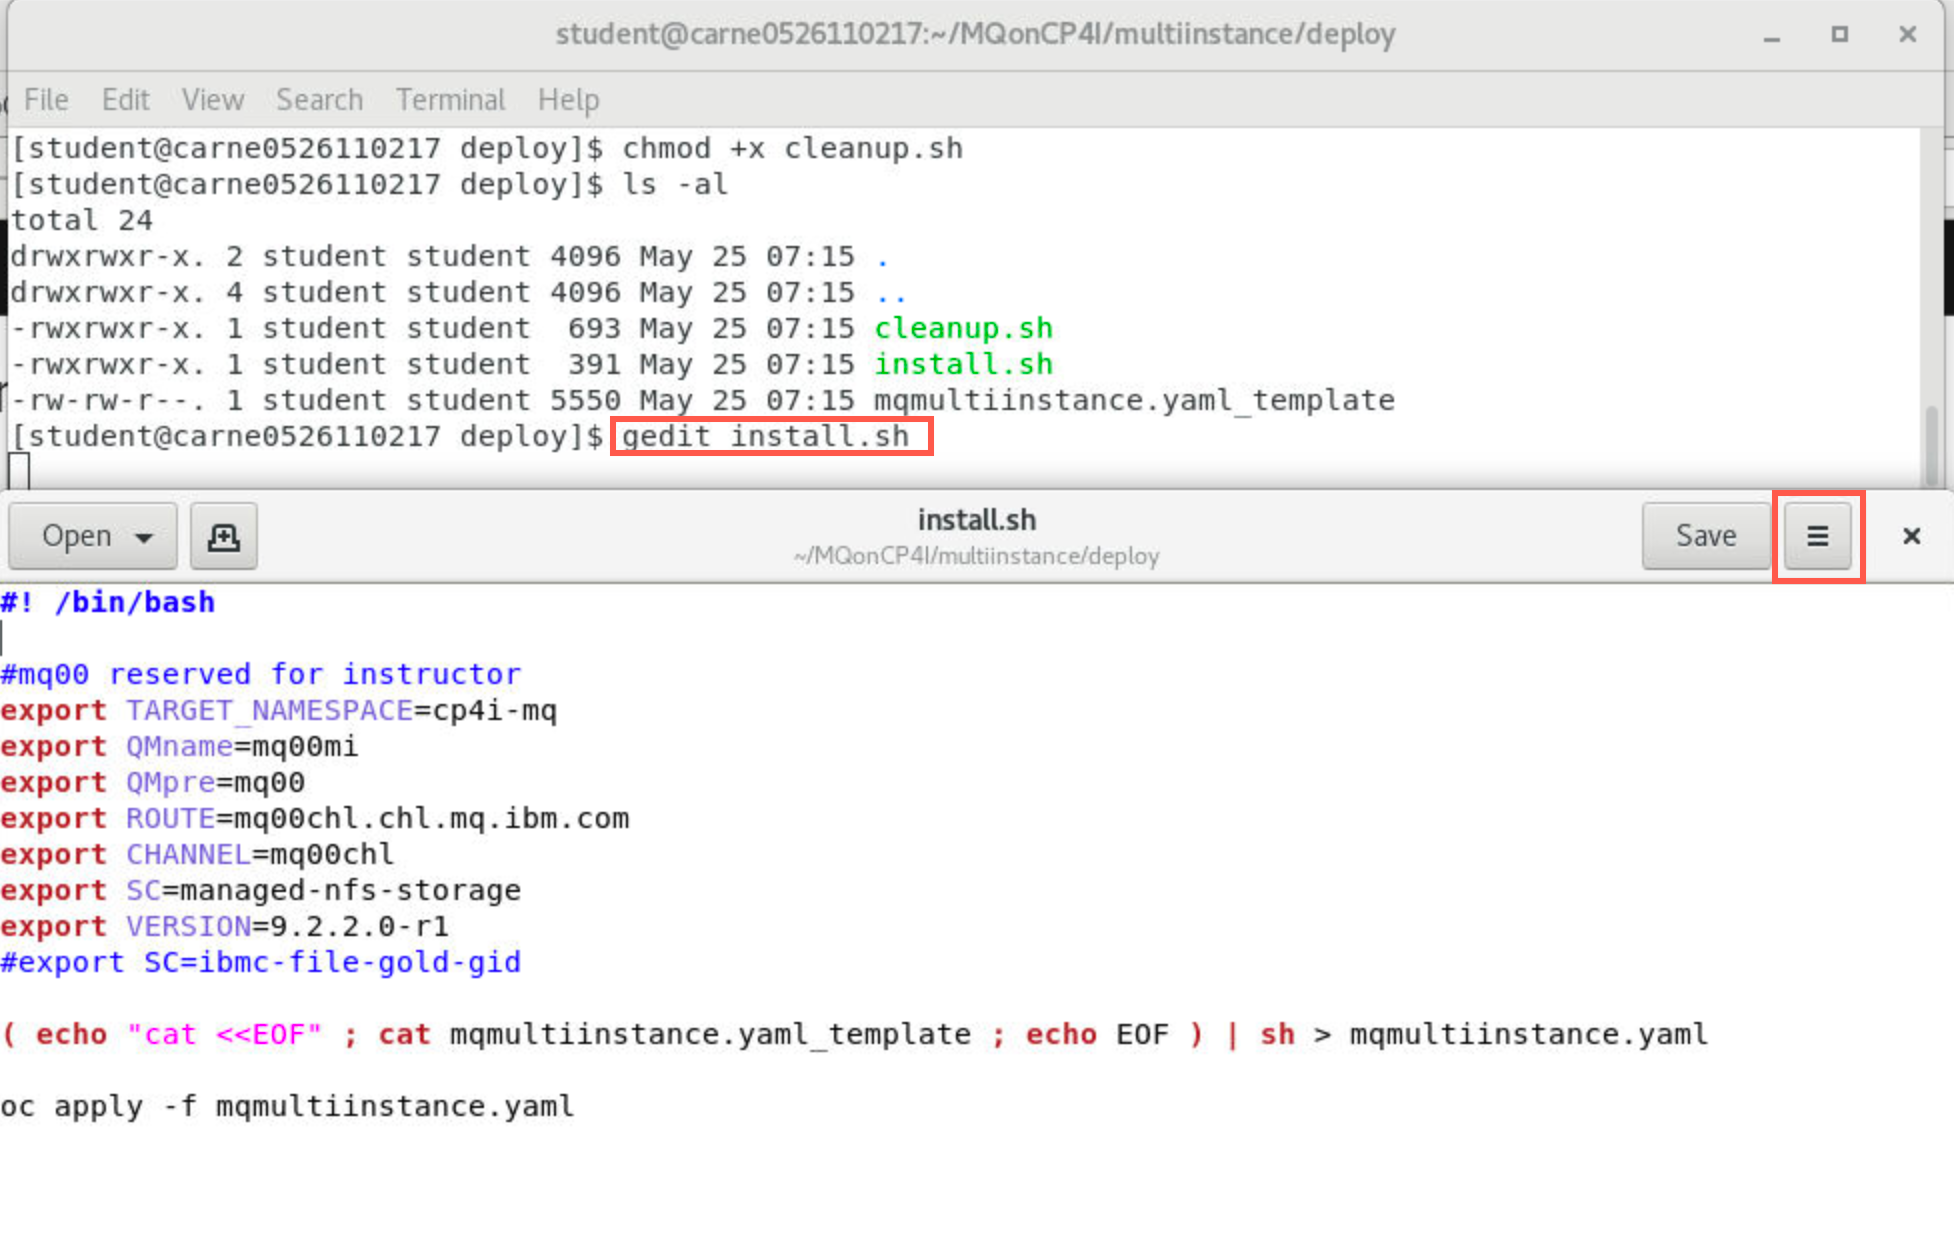 student@carne0526110217:~/MQonCP4I/multiinstance/deploy
File Edit View Search Terminal Help
[student@carne0526110217 deploy]$ chmod +x cleanup.sh
[student@carne0526110217 deploy]$ ls -al
total 24
drwxrwxr-x. 2 student student 4096 May 25 07:15 .
drwxrwxr-x. 4 student student 4096 May 25 07:15 ..
-rwxrwxr-x. 1 student student  693 May 25 07:15 cleanup.sh
-rwxrwxr-x. 1 student student  391 May 25 07:15 install.sh
-rw-rw-r--. 1 student student 5550 May 25 07:15 mqmultiinstance.yaml_template
[student@carne0526110217 deploy]$ gedit install.sh
Open
install.sh
Save
~/MQonCP4I/multiinstance/deploy
#! /bin/bash
#mq00 reserved for instructor
export TARGET_NAMESPACE=cp4i-mq
export QMname=mq00mi
export QMpre=mq00
export ROUTE=mq00chl.chl.mq.ibm.com
export CHANNEL=mq00chl
export SC=managed-nfs-storage
export VERSION=9.2.2.0-r1
#export SC=ibmc-file-gold-gid
( echo "cat <<EOF" ; cat mqmultiinstance.yaml_template ; echo EOF ) | sh > mqmultiinstance.yaml
oc apply -f mqmultiinstance.yaml